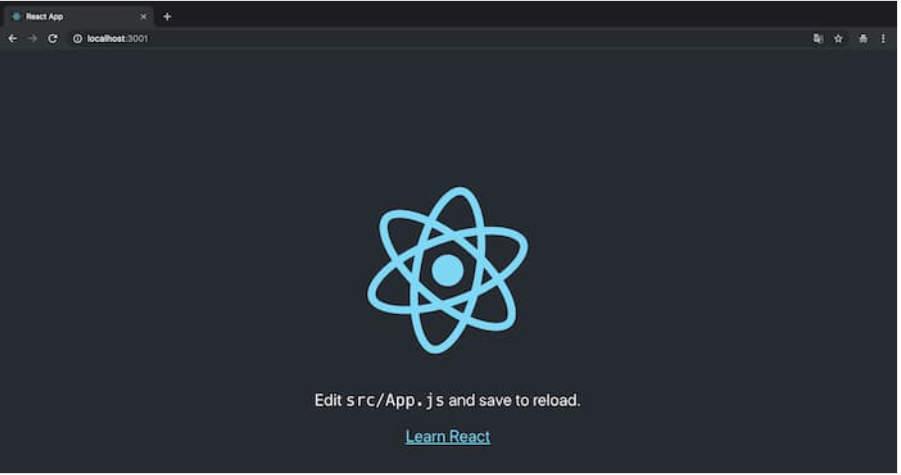 React App
localhost:3001
Edit src/App.js and save to reload.
Learn React